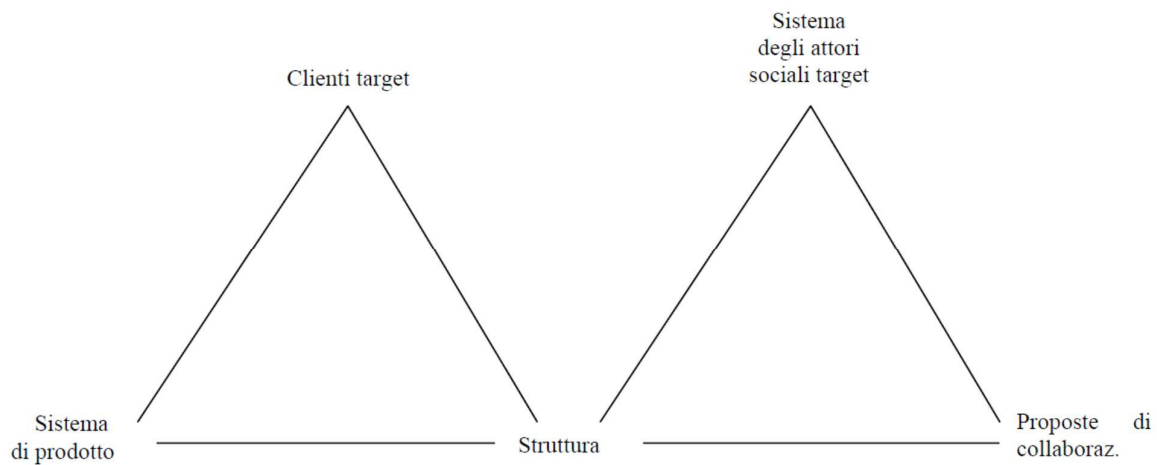 Clienti target
Sistema
degli attori
sociali target
Sistema
di prodotto
Struttura
Proposte di
collaboraz.